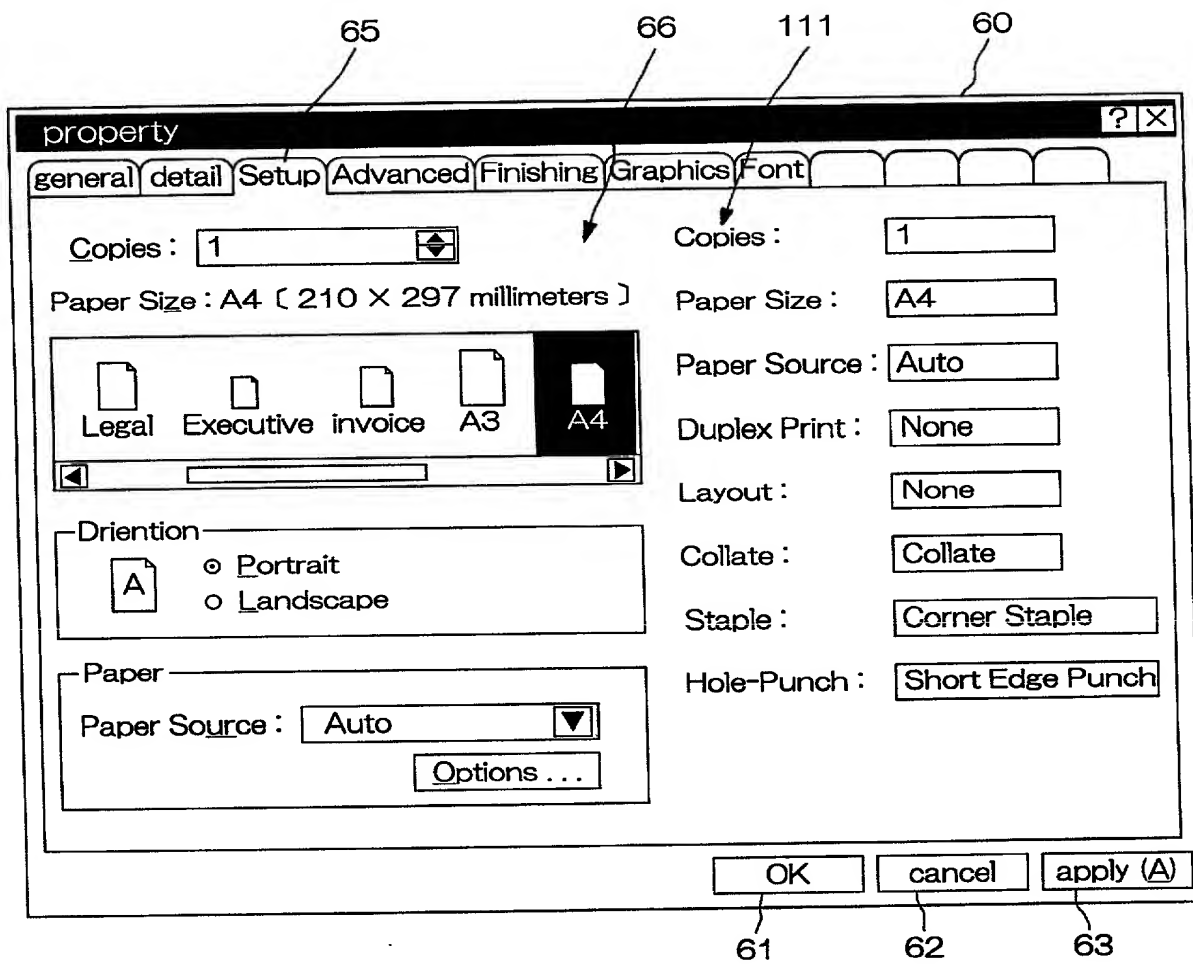 65 66 111 60
property ? X
general detail Setup Advanced Finishing Graphics Font
Copies : 1
Paper Size : A4 〔 210 X 297 millimeters 〕
Legal Executive invoice A3 A4
Driention
A
Portrait
Landscape
Paper
Paper Source : Auto
Options ...
Copies : 1
Paper Size : A4
Paper Source : Auto
Duplex Print : None
Layout : None
Collate : Collate
Staple : Corner Staple
Hole-Punch : Short Edge Punch
OK cancel apply (A)
61 62 63